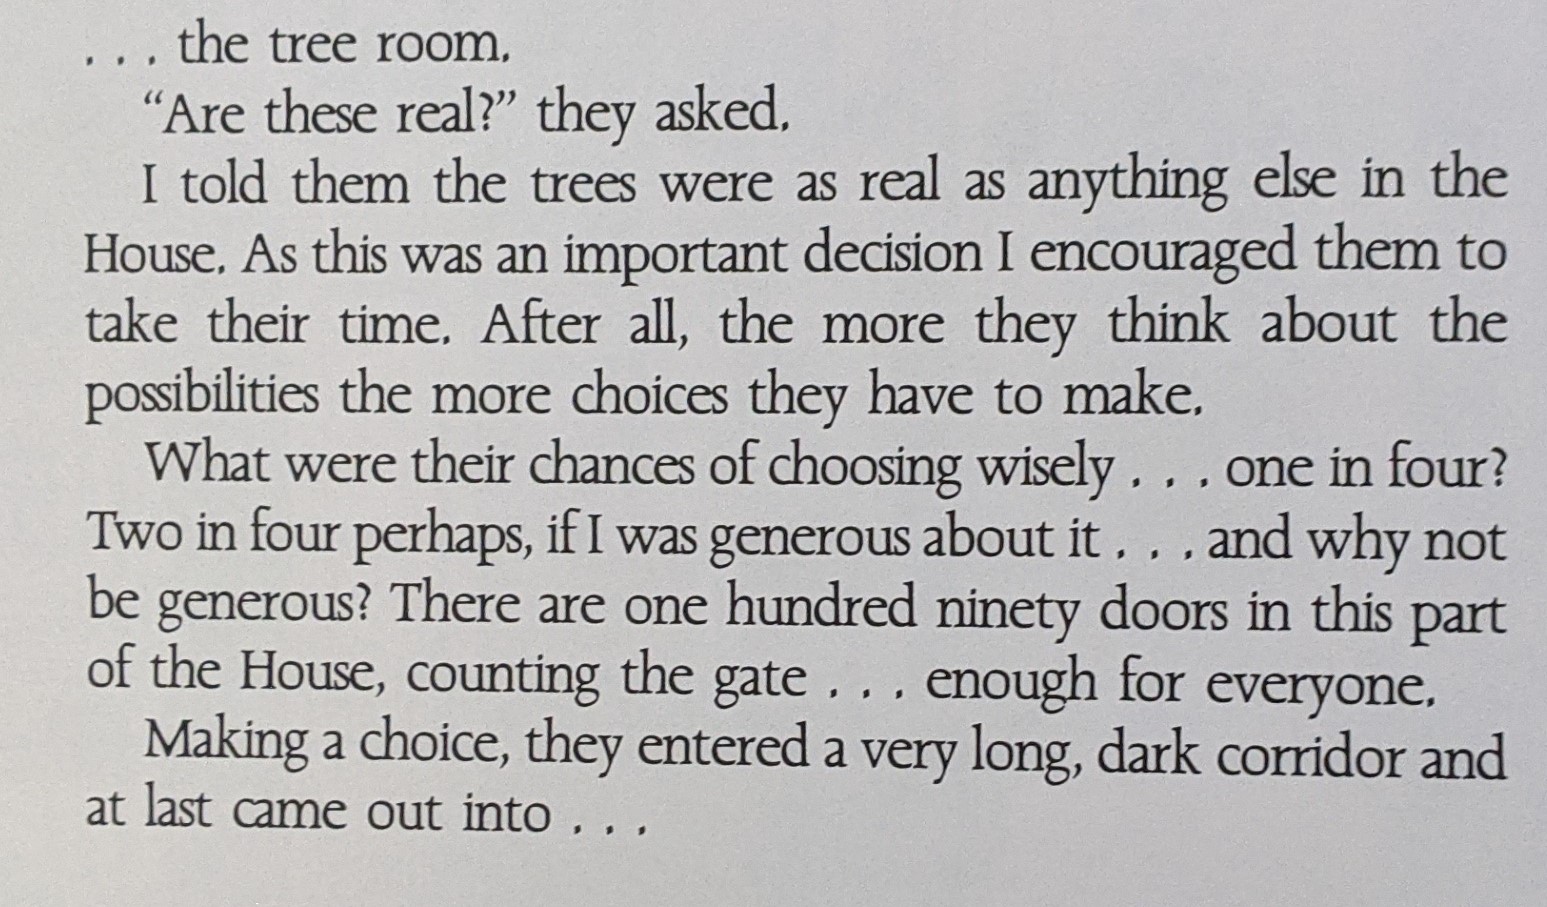 . . . the tree room.
“Are these real?” they asked.
I told them the trees were as real as anything else in the
House. As this was an important decision I encouraged them to
take their time. After all, the more they think about the
possibilities the more choices they have to make.
What were their chances of choosing wisely . . . one in four?
Two in four perhaps, if I was generous about it . . . and why not
be generous? There are one hundred ninety doors in this part
of the House, counting the gate . . . enough for everyone.
Making a choice, they entered a very long, dark corridor and
at last came out into . . .